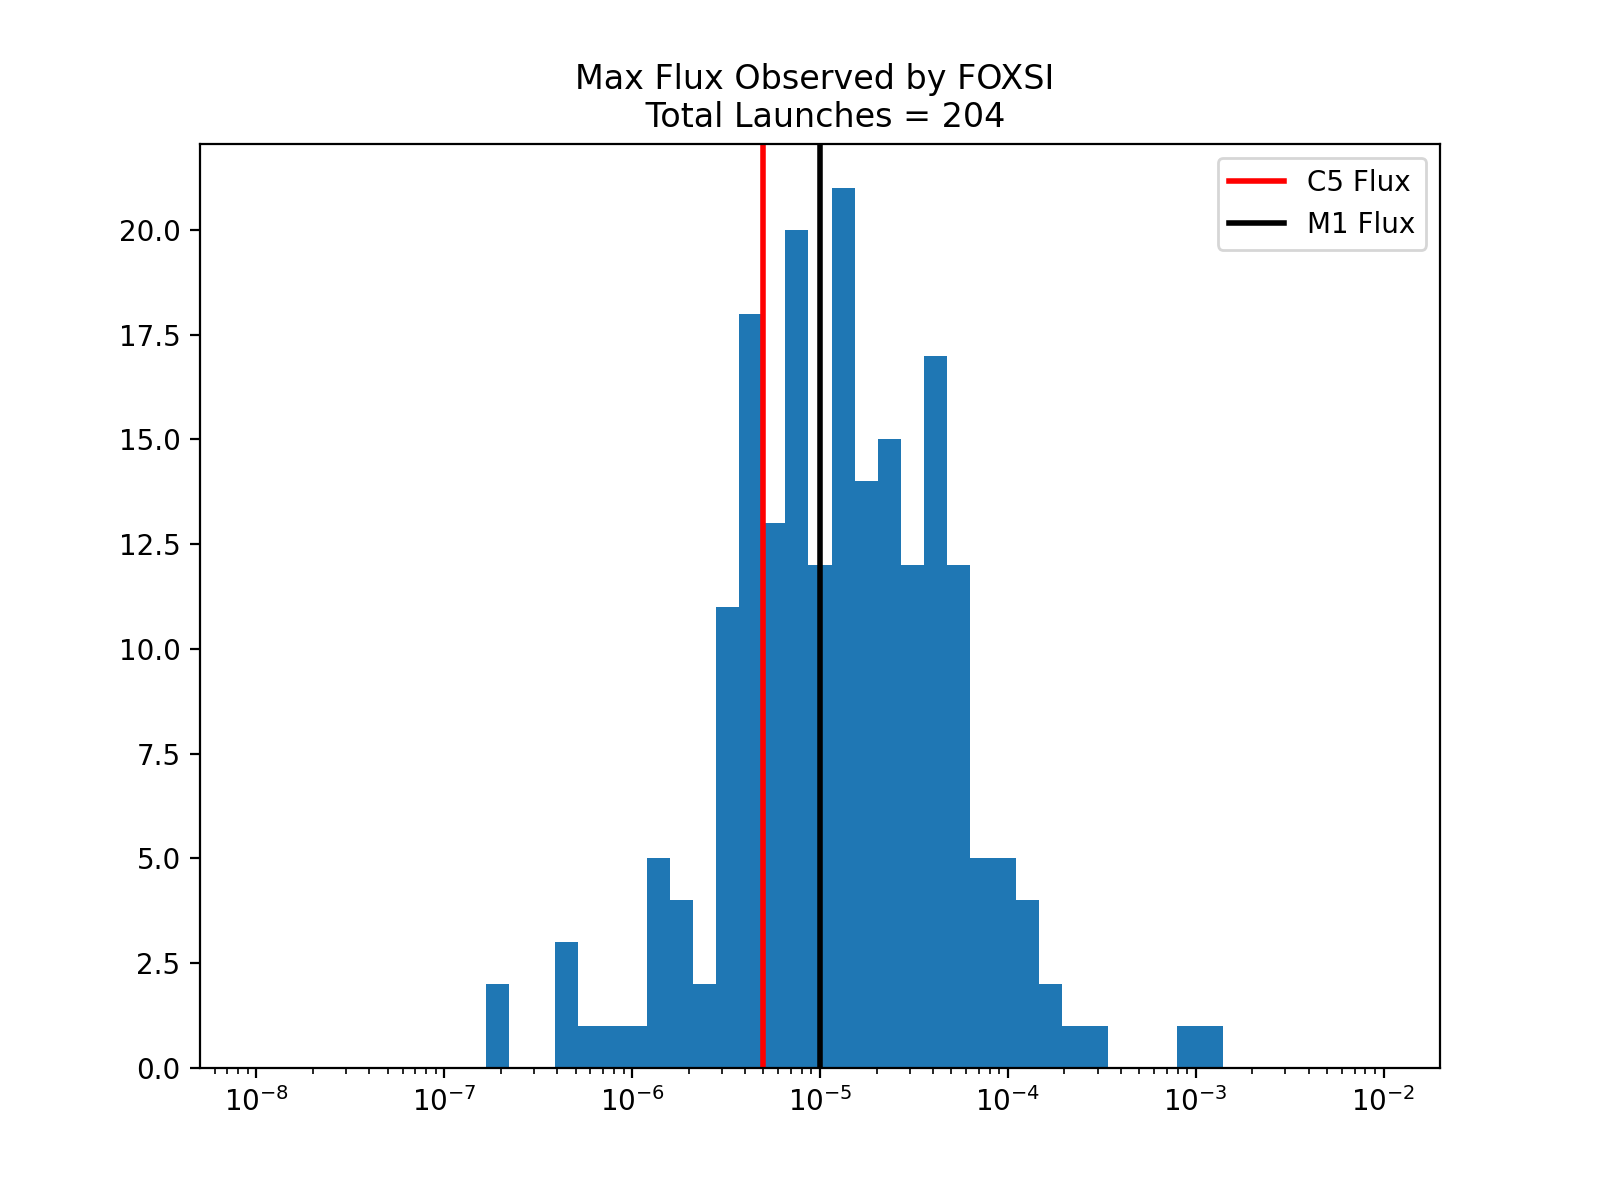 Max Flux Observed by FOXSI
Total Launches = 204
C5 Flux
M1 Flux
20.0
17.5
15.0
12.5
10.0
7.5
5.0
2.5
0.0
10⁻⁸ 10⁻⁷ 10⁻⁶ 10⁻⁵ 10⁻⁴ 10⁻³ 10⁻²